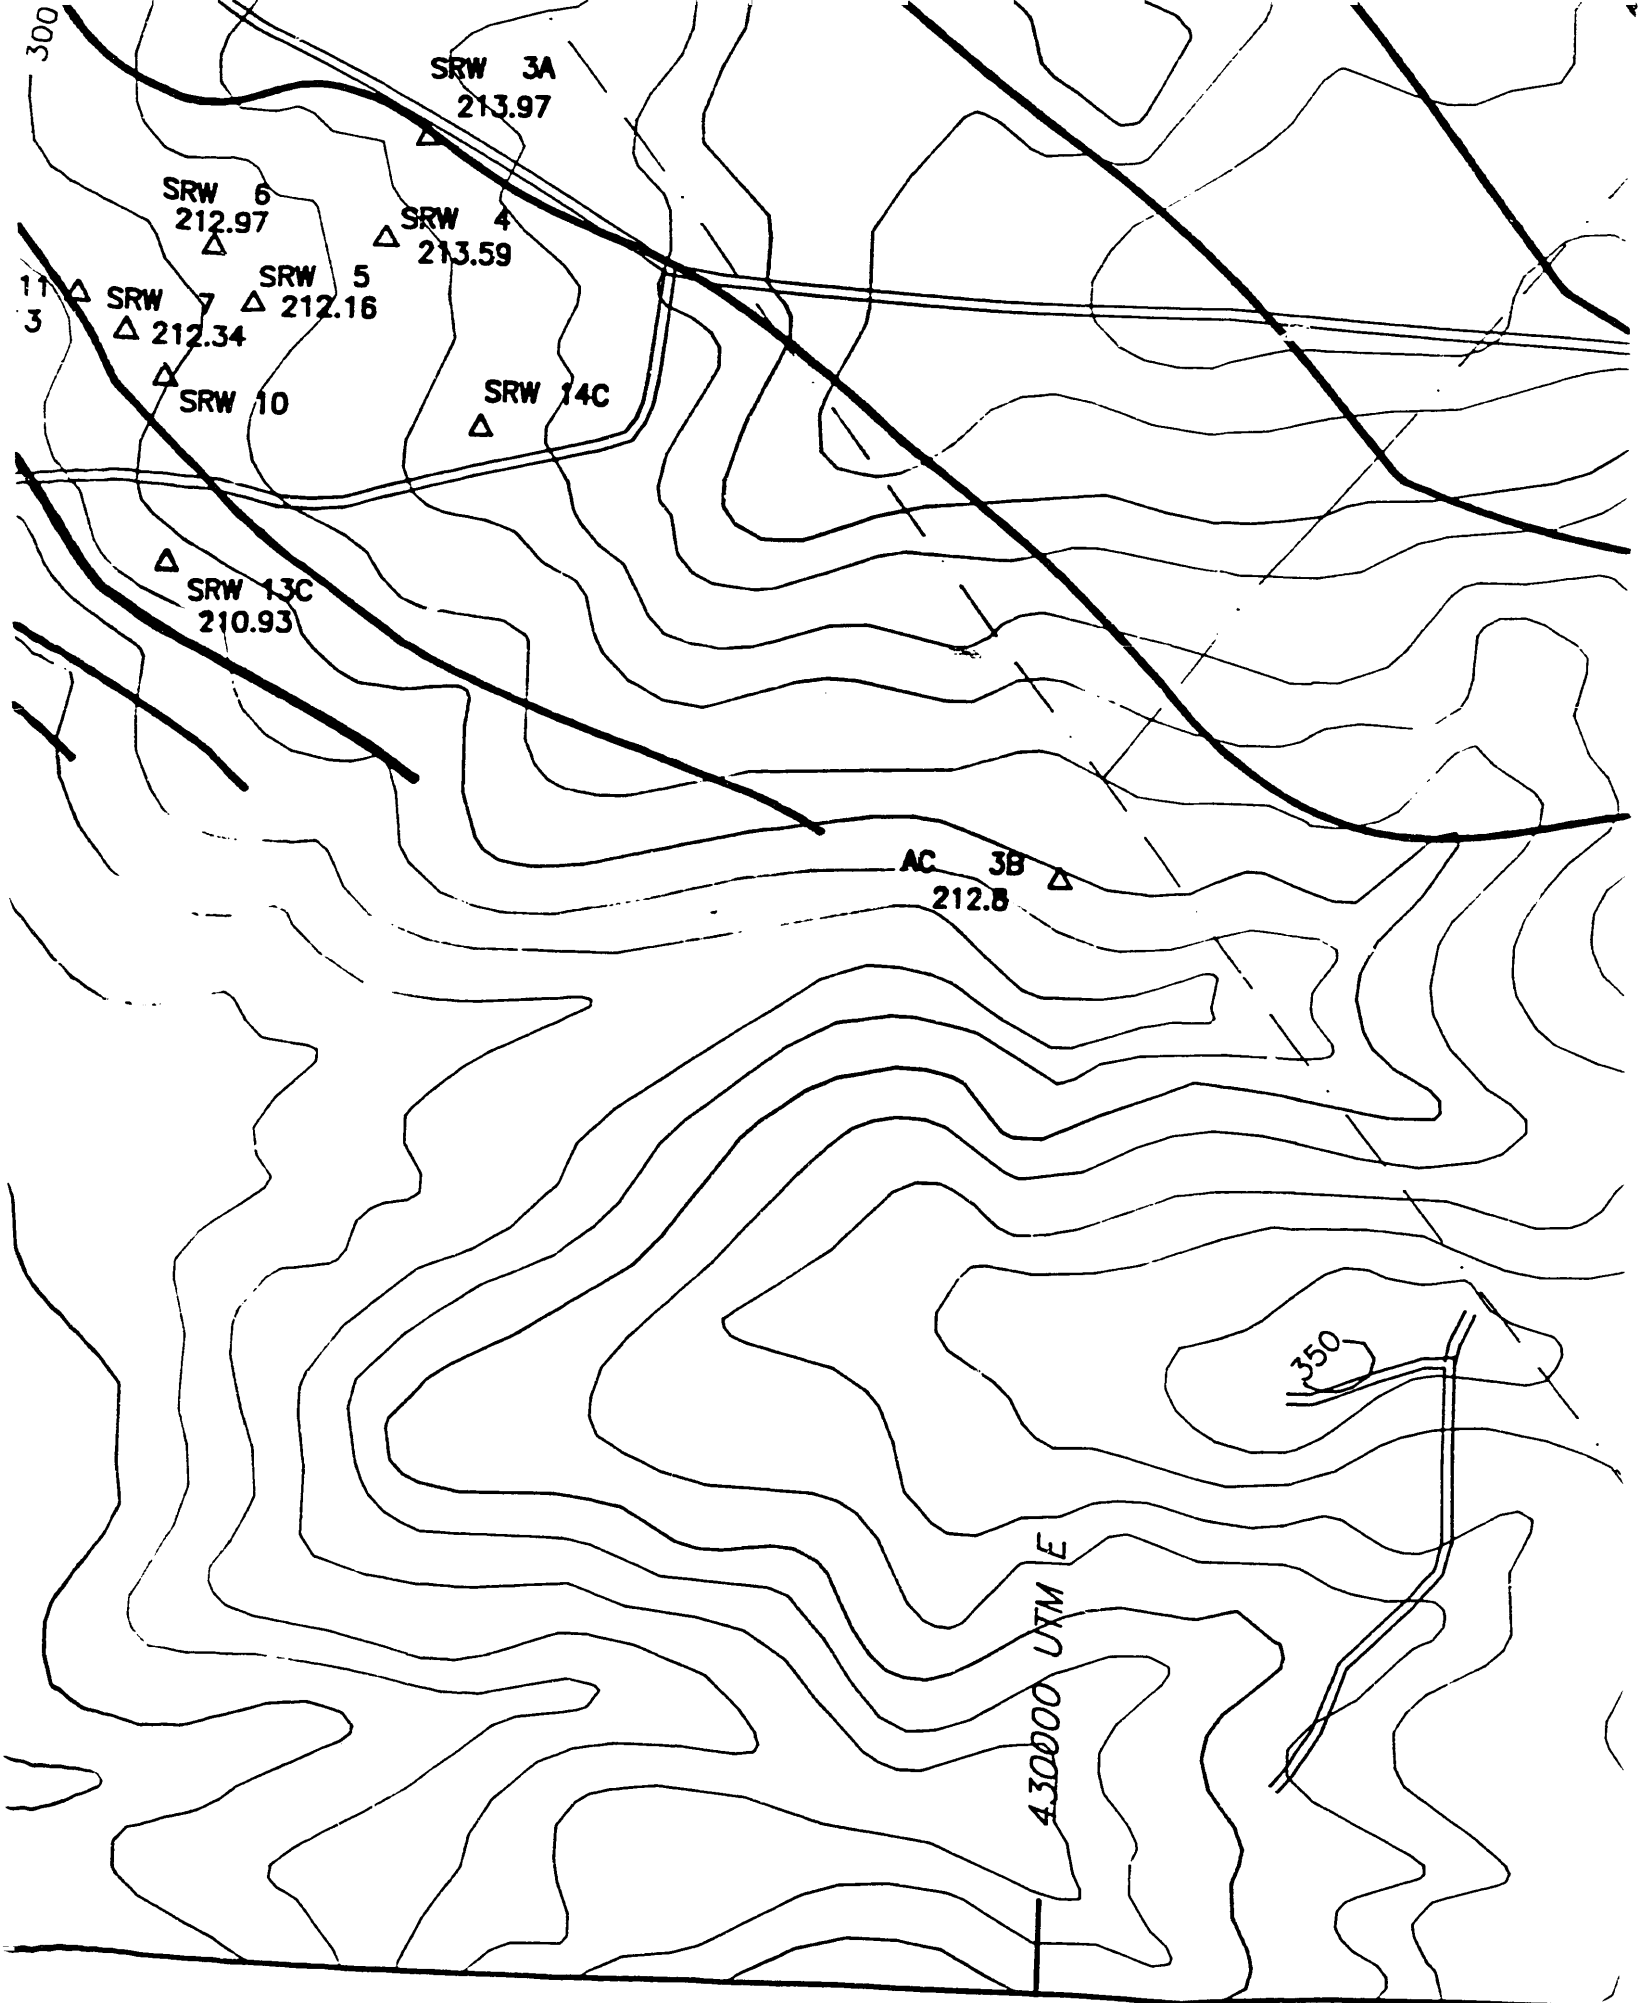 300
SRW 3A
213.97
SRW 6
212.97
SRW 4
213.59
SRW 5
212.16
11
3
SRW 7
212.34
SRW 10
SRW 14C
SRW 13C
210.93
AC 3B
212.8
350
430000 UTM E